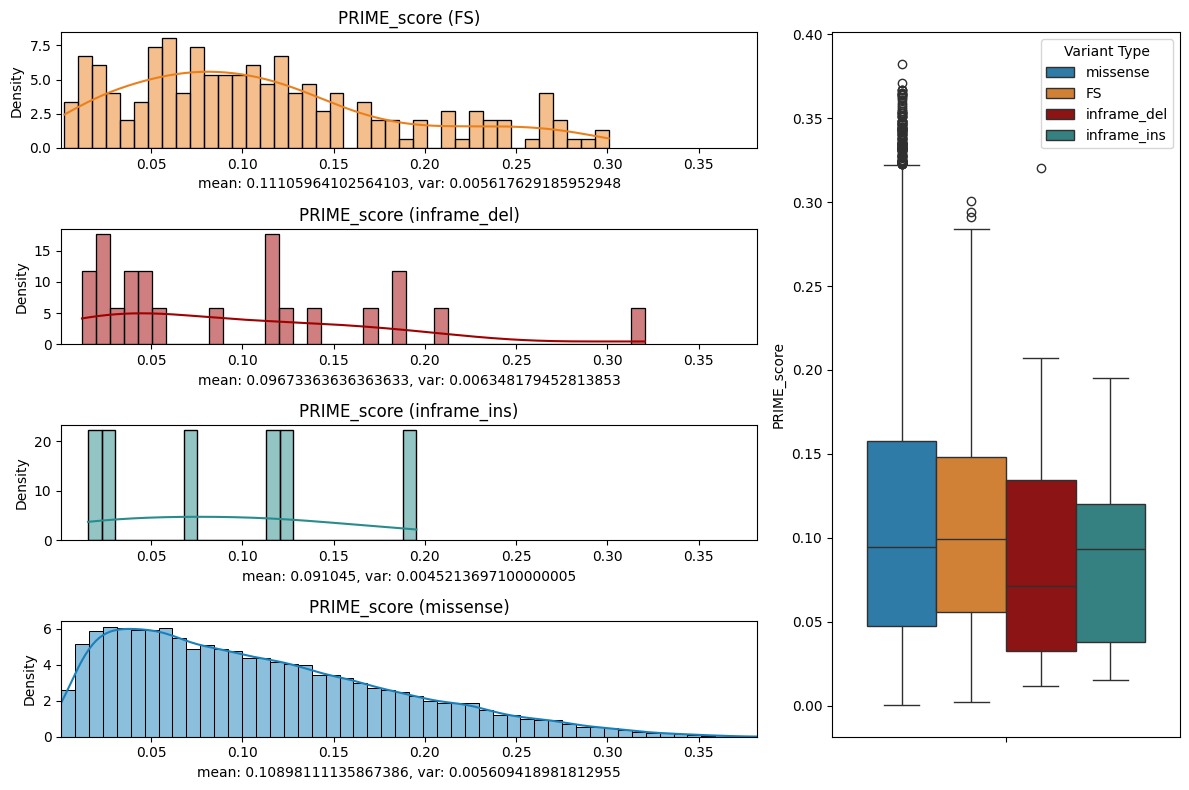 PRIME_score (FS)
7.5
5.0
2.5
0.0
Density
0.05 0.10 0.15 0.20 0.25 0.30 0.35
mean: 0.11105964102564103, var: 0.005617629185952948
PRIME_score (inframe_del)
15
10
5
0
Density
0.05 0.10 0.15 0.20 0.25 0.30 0.35
mean: 0.09673363636363633, var: 0.006348179452813853
PRIME_score (inframe_ins)
20
10
0
Density
0.05 0.10 0.15 0.20 0.25 0.30 0.35
mean: 0.091045, var: 0.0045213697100000005
PRIME_score (missense)
6
4
2
0
Density
0.05 0.10 0.15 0.20 0.25 0.30 0.35
mean: 0.10898111135867386, var: 0.005609418981812955
0.40
0.35
0.30
0.25
0.20
0.15
0.10
0.05
0.00
PRIME_score
Variant Type
missense
FS
inframe_del
inframe_ins